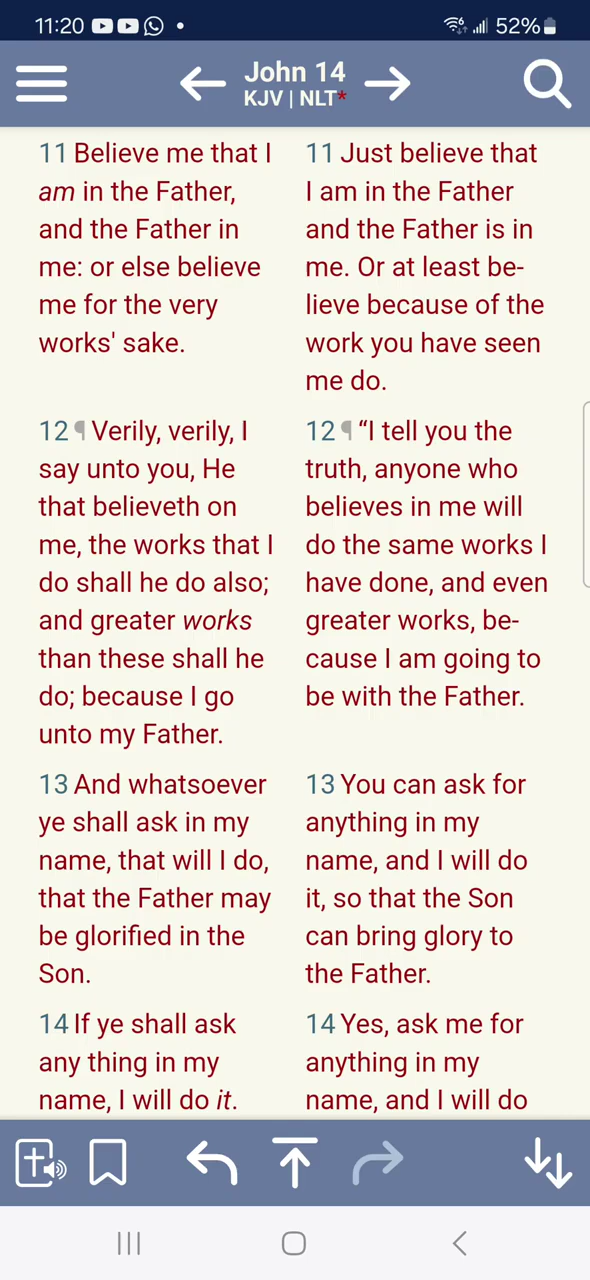 11:20
52%
John 14
KJV | NLT*
11 Believe me that I
am in the Father,
and the Father in
me: or else believe
me for the very
works' sake.
11 Just believe that
I am in the Father
and the Father is in
me. Or at least be-
lieve because of the
work you have seen
me do.
12 ¶ Verily, verily, I
say unto you, He
that believeth on
me, the works that I
do shall he do also;
and greater works
than these shall he
do; because I go
unto my Father.
12 ¶ “I tell you the
truth, anyone who
believes in me will
do the same works I
have done, and even
greater works, be-
cause I am going to
be with the Father.
13 And whatsoever
ye shall ask in my
name, that will I do,
that the Father may
be glorified in the
Son.
13 You can ask for
anything in my
name, and I will do
it, so that the Son
can bring glory to
the Father.
14 If ye shall ask
any thing in my
name, I will do it.
14 Yes, ask me for
anything in my
name, and I will do